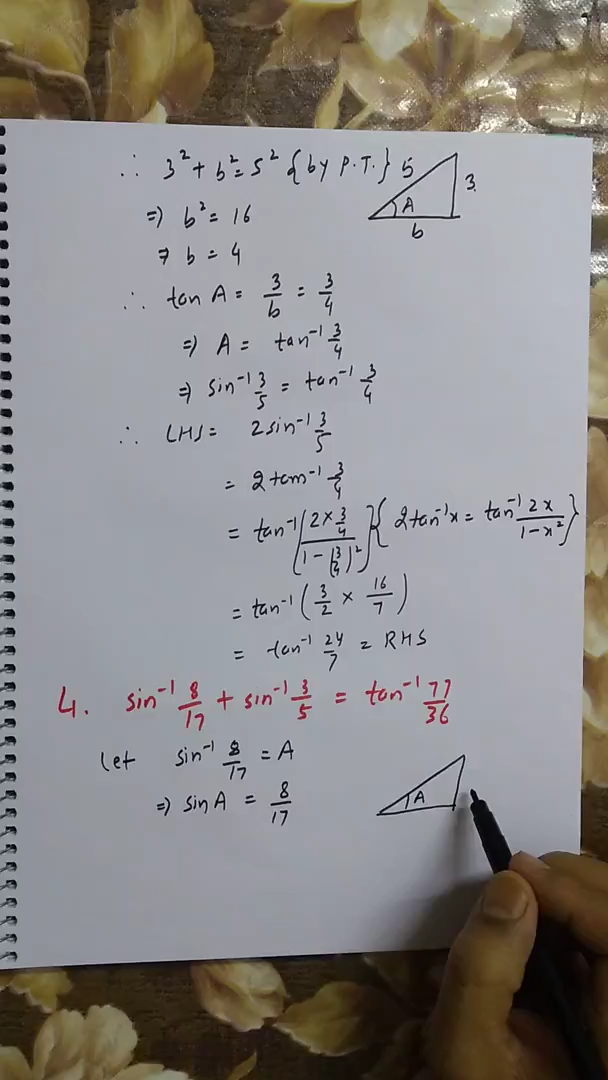 ∴ 3² + b² = 5² {by P.T.} 5
3
A
b
⇒ b² = 16
⇒ b = 4
∴ tan A = 3/b = 3/4
⇒ A = tan⁻¹ 3/4
⇒ sin⁻¹ 3/5 = tan⁻¹ 3/4
∴ LHS = 2sin⁻¹ 3/5
= 2tan⁻¹ 3/4
= tan⁻¹ [(2 × 3/4)/(1 - (3/4)²)] {2tan⁻¹x = tan⁻¹ 2x/(1-x²)}
= tan⁻¹ (3/2 × 16/7)
= tan⁻¹ 24/7 = RHS
4. sin⁻¹ 8/17 + sin⁻¹ 3/5 = tan⁻¹ 77/36
Let sin⁻¹ 8/17 = A
⇒ sin A = 8/17
A